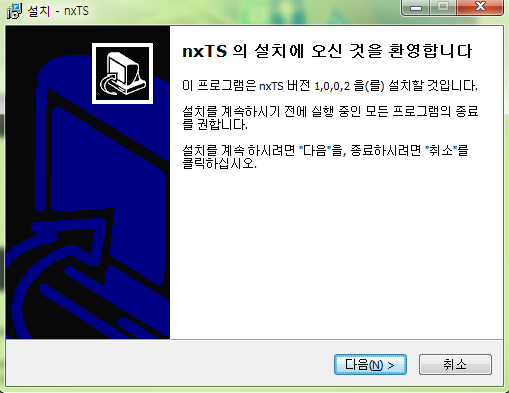 설치 - nxTS
nxTS 의 설치에 오신 것을 환영합니다
이 프로그램은 nxTS 버전 1,0,0,2 을(를) 설치할 것입니다.
설치를 계속하시기 전에 실행 중인 모든 프로그램의 종료
를 권합니다.
설치를 계속 하시려면 "다음"을, 종료하시려면 "취소"를
클릭하십시오.
다음(N) >
취소